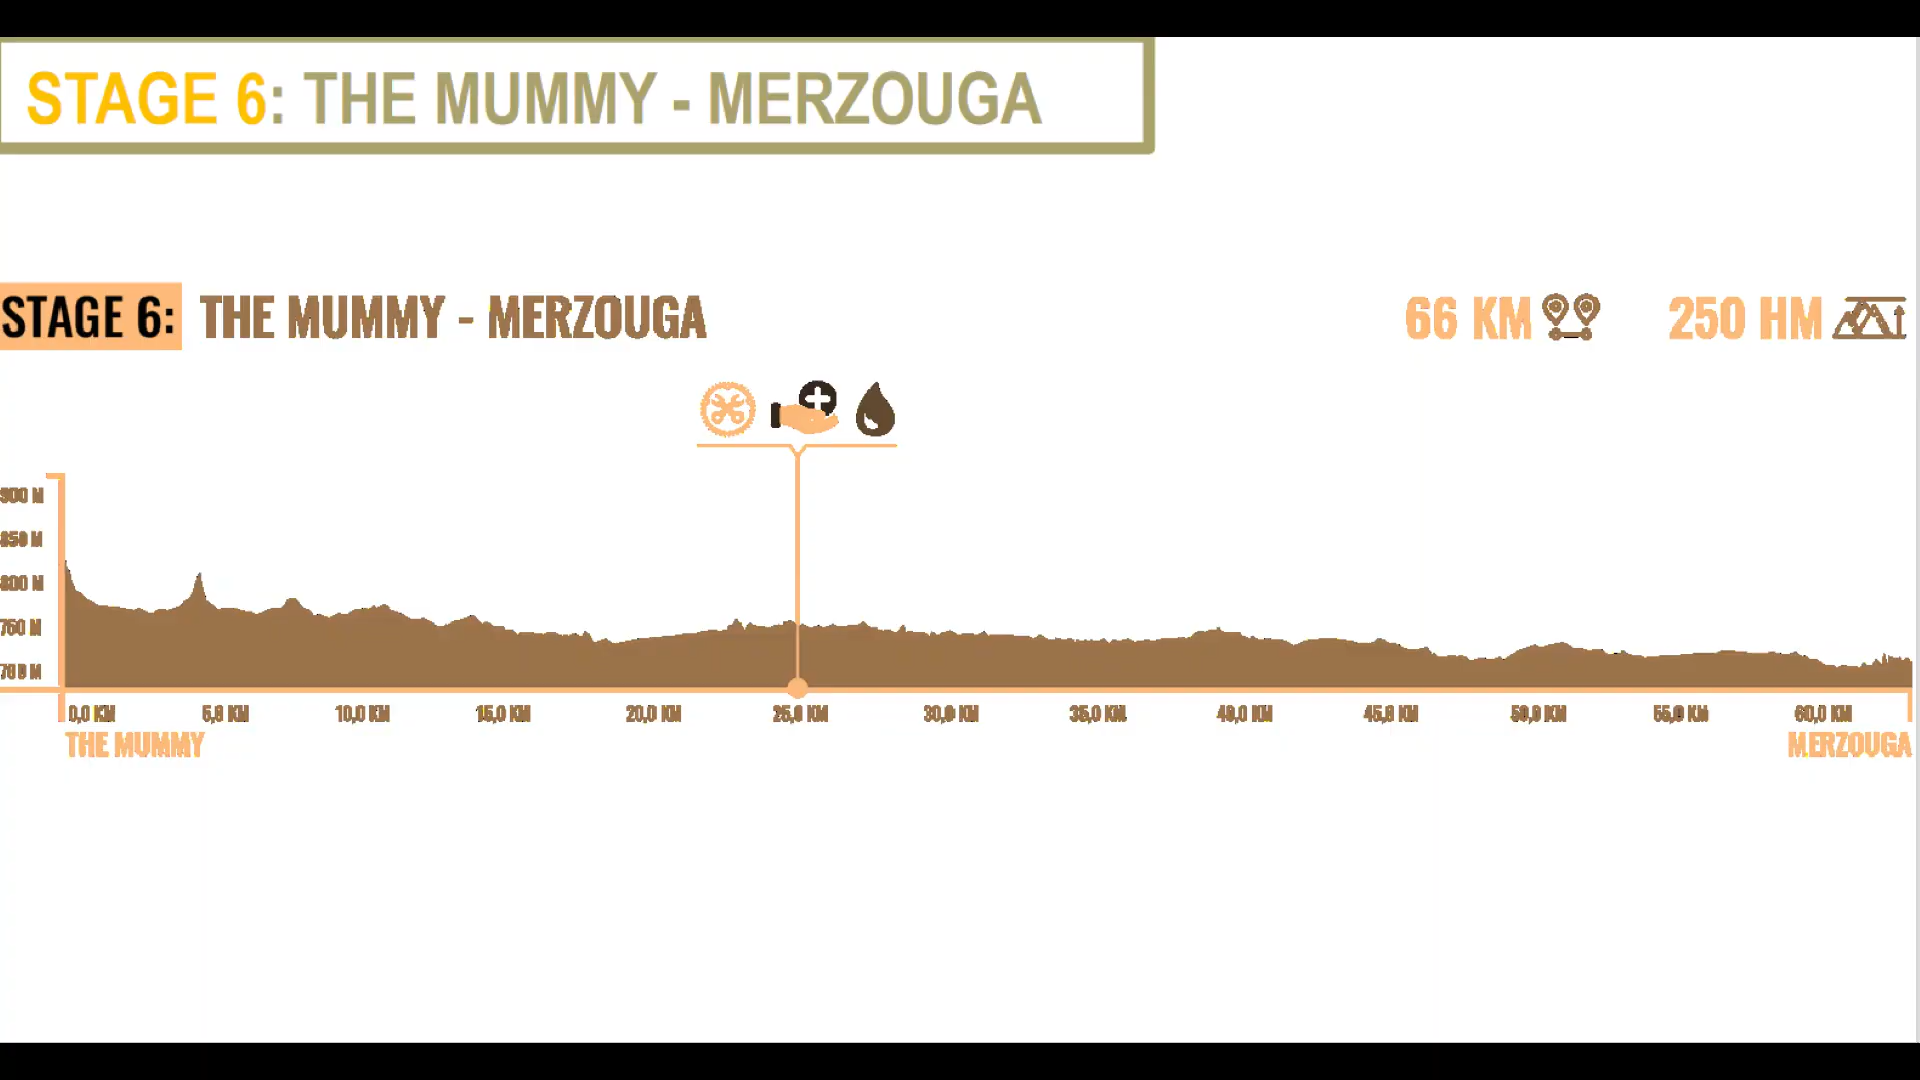 STAGE 6: THE MUMMY - MERZOUGA
STAGE 6: THE MUMMY - MERZOUGA
66 KM 250 HM
900 M
850 M
800 M
750 M
700 M
0,0 KM 5,0 KM 10,0 KM 15,0 KM 20,0 KM 25,0 KM 30,0 KM 35,0 KM 40,0 KM 45,0 KM 50,0 KM 55,0 KM 60,0 KM
THE MUMMY MERZOUGA